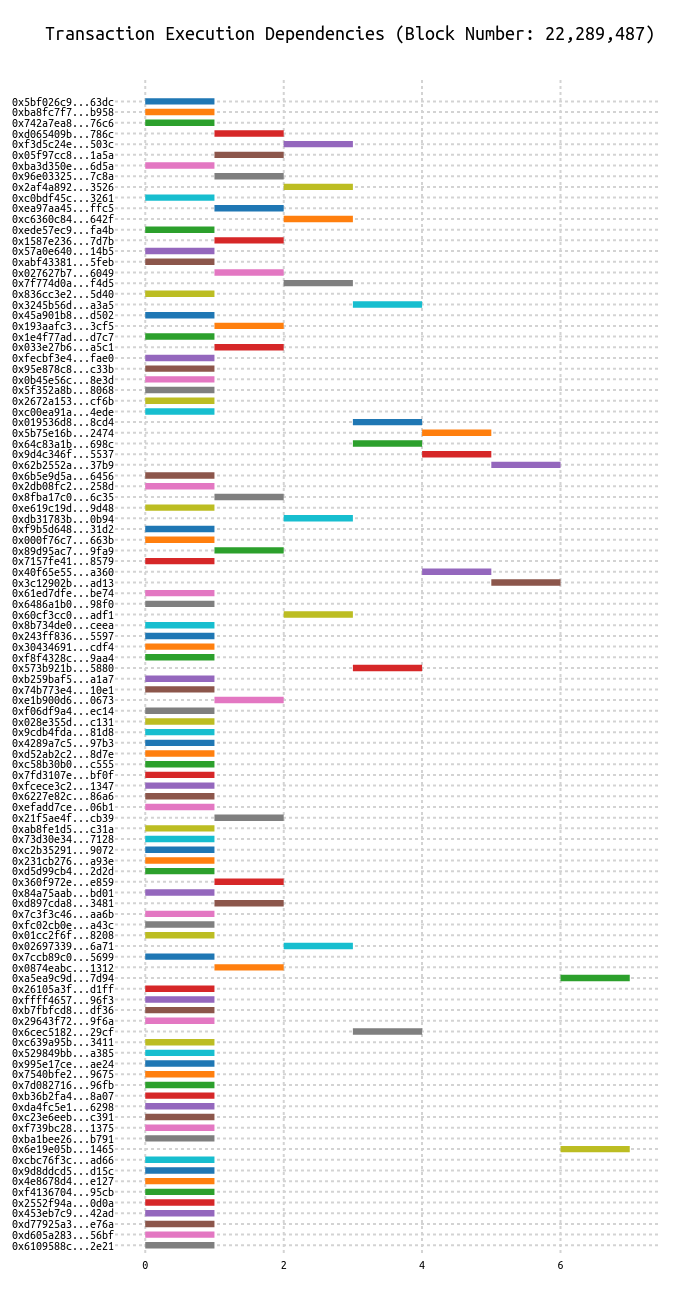 Transaction Execution Dependencies (Block Number: 22,289,487)
0x5bf026c9...63dc
0xba8fc7f7...b958
0x742a7ea8...76c6
0xd065409b...786c
0xf3d5c24e...503c
0x05f97cc8...1a5a
0xba3d350e...6d5a
0x96e03325...7c8a
0x2af4a892...3526
0xc0bdf45c...3261
0xea97aa45...ffc5
0xc6360c84...642f
0xede57ec9...fa4b
0x1587e236...7d7b
0x57a0e640...14b5
0xabf43381...5feb
0x027627b7...6049
0x7f774d0a...f4d5
0x836cc3e2...5d40
0x3245b56d...a3a5
0x45a901b8...d502
0x193aafc3...3cf5
0x1e4f77ad...d7c7
0x033e27b6...a5c1
0xfecbf3e4...fae0
0x95e878c8...c33b
0x0b45e56c...8e3d
0x5f352a8b...8068
0x2672a153...cf6b
0xc00ea91a...4ede
0x019536d8...8cd4
0x5b75e16b...2474
0x64c83a1b...698c
0x9d4c346f...5537
0x62b2552a...37b9
0x6b5e9d5a...6456
0x2db08fc2...258d
0x8fba17c0...6c35
0xe619c19d...9d48
0xdb31783b...0b94
0xf9b5d648...31d2
0x000f76c7...663b
0x89d95ac7...9fa9
0x7157fe41...8579
0x40f65e55...a360
0x3c12902b...ad13
0x61ed7dfe...be74
0x6486a1b0...98f0
0x60cf3cc0...adf1
0x8b734de0...ceea
0x243ff836...5597
0x30434691...cdf4
0xf8f4328c...9aa4
0x573b921b...5880
0xb259baf5...a1a7
0x74b773e4...10e1
0xe1b900d6...0673
0xf06df9a4...ec14
0x028e355d...c131
0x9cdb4fda...81d8
0x4289a7c5...97b3
0xd52ab2c2...8d7e
0xc58b30b0...c555
0x7fd3107e...bf0f
0xfcece3c2...1347
0x6227e82c...86a6
0xefadd7ce...06b1
0x21f5ae4f...cb39
0xab8fe1d5...c31a
0x73d30e34...7128
0xc2b35291...9072
0x231cb276...a93e
0xd5d99cb4...2d2d
0x360f972e...e859
0x84a75aab...bd01
0xd897cda8...3481
0x7c3f3c46...aa6b
0xfc02cb0e...a43c
0x01cc2f6f...8208
0x02697339...6a71
0x7ccb89c0...5699
0x0874eabc...1312
0xa5ea9c9d...7d94
0x26105a3f...d1ff
0xffff4657...96f3
0xb7fbfcd8...df36
0x29643f72...9f6a
0x6cec5182...29cf
0xc639a95b...3411
0x529849bb...a385
0x995e17ce...ae24
0x7540bfe2...9675
0x7d082716...96fb
0xb36b2fa4...8a07
0xda4fc5e1...6298
0xc23e6eeb...c391
0xf739bc28...1375
0xba1bee26...b791
0x6e19e05b...1465
0xcbc76f3c...ad66
0x9d8ddcd5...d15c
0x4e8678d4...e127
0xf4136704...95cb
0x2552f94a...0d0a
0x453eb7c9...42ad
0xd77925a3...e76a
0xd605a283...56bf
0x6109588c...2e21
0 2 4 6